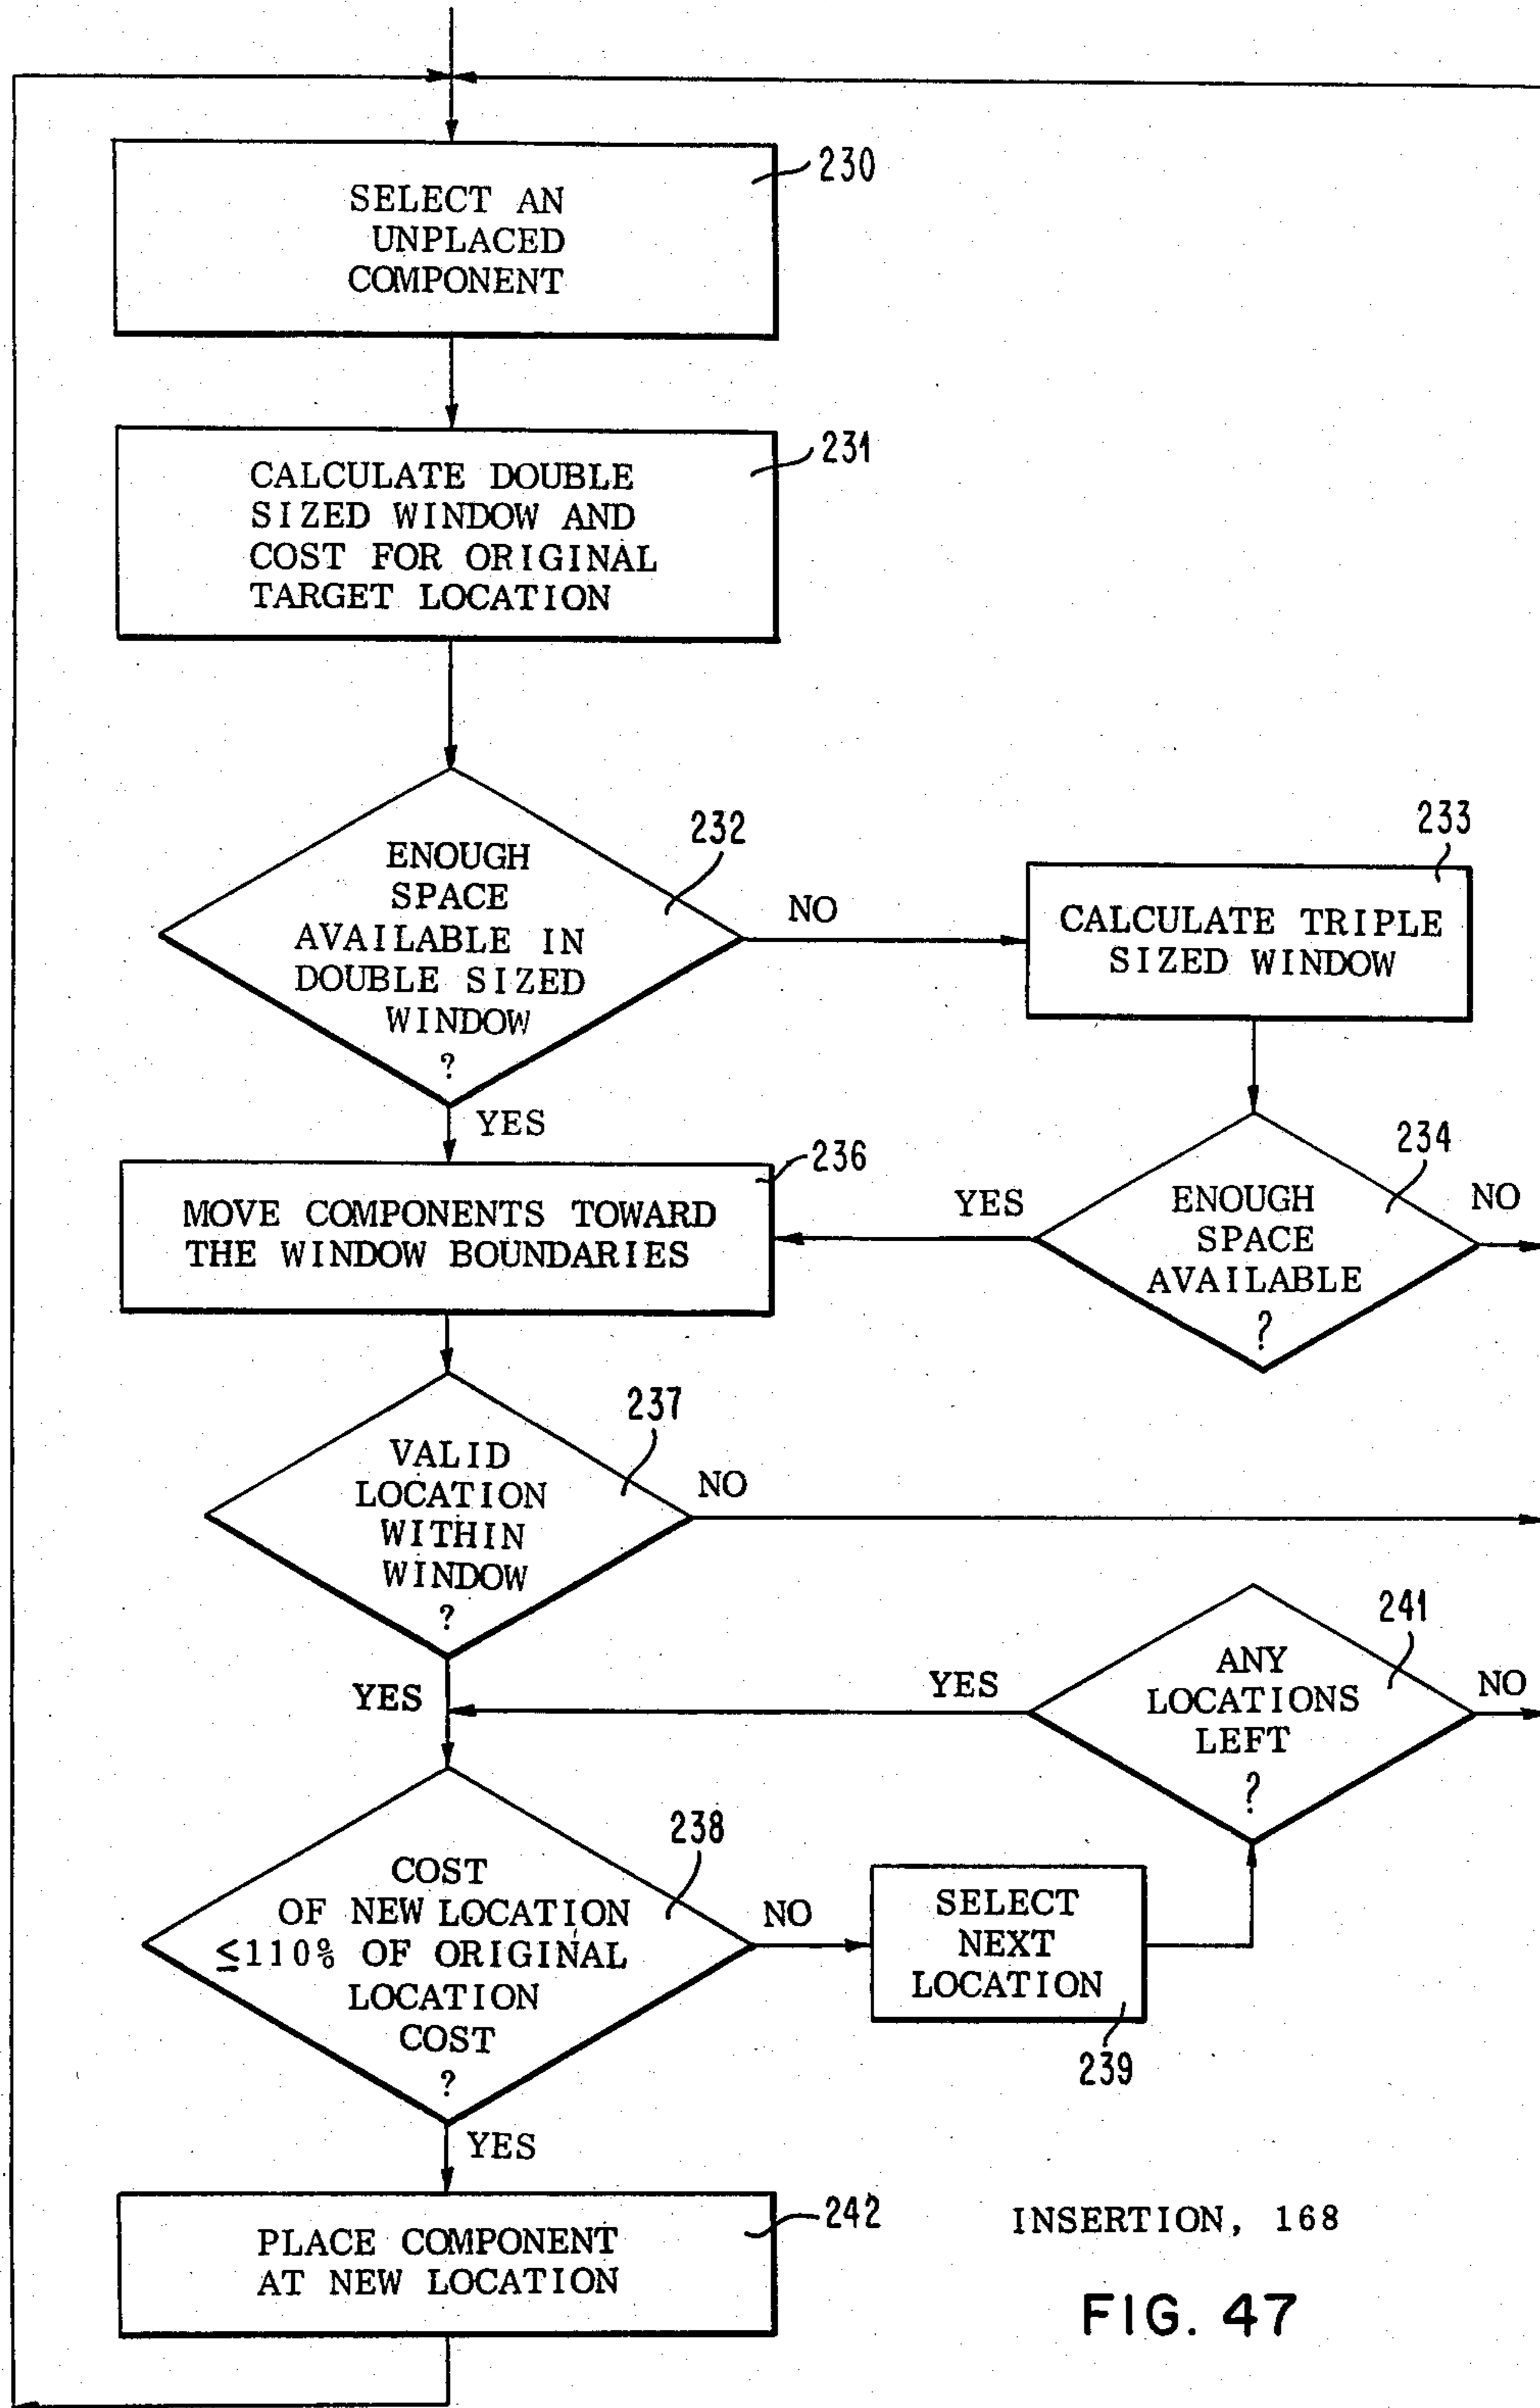 230
SELECT AN
UNPLACED
COMPONENT
231
CALCULATE DOUBLE
SIZED WINDOW AND
COST FOR ORIGINAL
TARGET LOCATION
232
ENOUGH
SPACE
AVAILABLE IN
DOUBLE SIZED
WINDOW
?
NO
YES
233
CALCULATE TRIPLE
SIZED WINDOW
234
ENOUGH
SPACE
AVAILABLE
?
YES
NO
236
MOVE COMPONENTS TOWARD
THE WINDOW BOUNDARIES
237
VALID
LOCATION
WITHIN
WINDOW
?
NO
YES
241
ANY
LOCATIONS
LEFT
?
YES
NO
238
COST
OF NEW LOCATION
≤110% OF ORIGINAL
LOCATION
COST
?
NO
YES
SELECT
NEXT
LOCATION
239
242
PLACE COMPONENT
AT NEW LOCATION
INSERTION, 168
FIG. 47